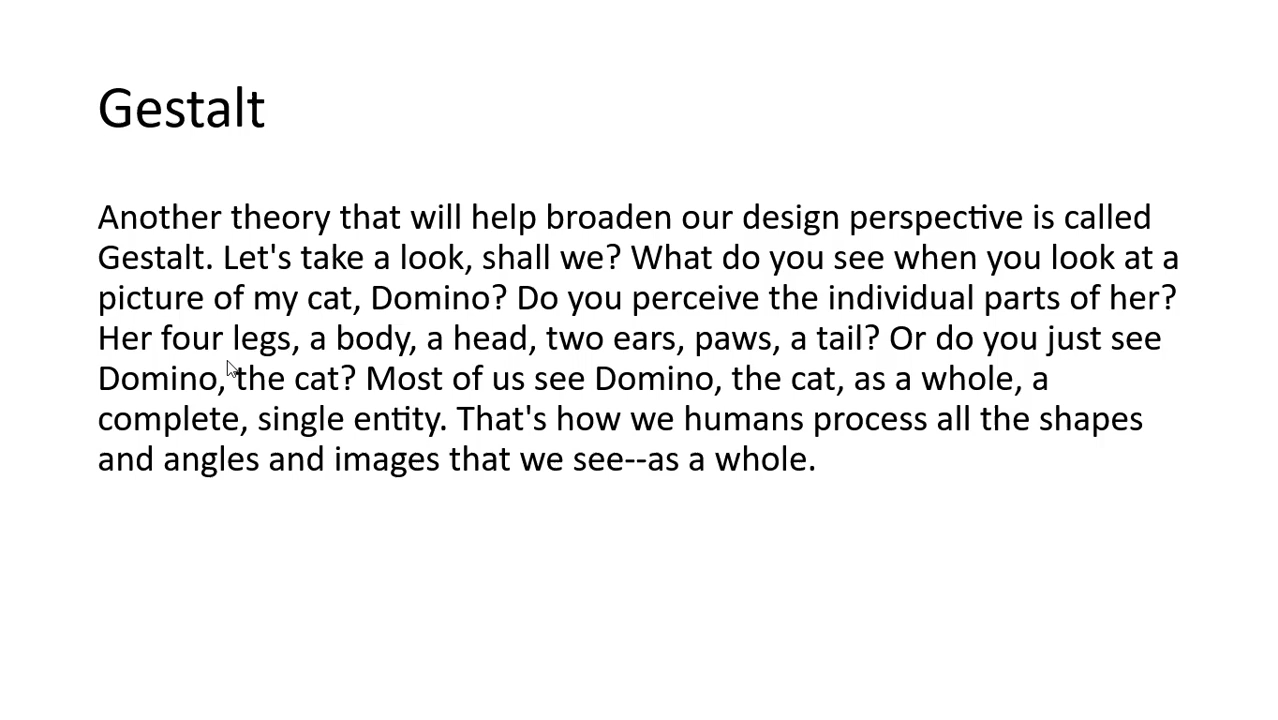 Gestalt
Another theory that will help broaden our design perspective is called
Gestalt. Let's take a look, shall we? What do you see when you look at a
picture of my cat, Domino? Do you perceive the individual parts of her?
Her four legs, a body, a head, two ears, paws, a tail? Or do you just see
Domino, the cat? Most of us see Domino, the cat, as a whole, a
complete, single entity. That's how we humans process all the shapes
and angles and images that we see--as a whole.